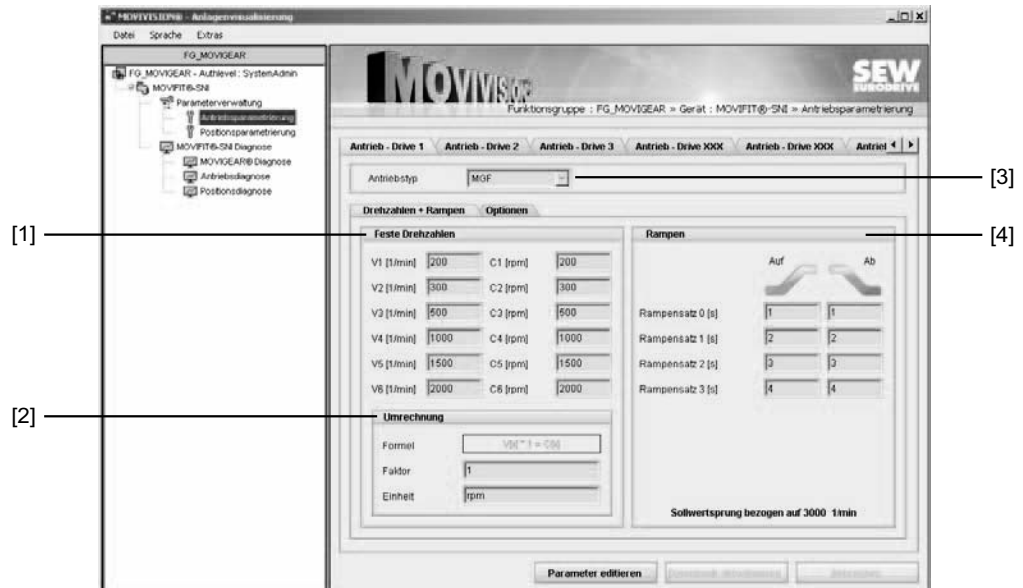 MOVIVISION® - Anlagenvisualisierung
Datei Sprache Extras
FG_MOVIGEAR
FG_MOVIGEAR - Authlevel : SystemAdmin
MOVIFIT®-SNI
Parameterverwaltung
Antriebsparametrierung
Positionsparametrierung
MOVIFIT®-SNI Diagnose
MOVIGEAR® Diagnose
Antriebsdiagnose
Positionsdiagnose
MOVIVISION
SEW
EURODRIVE
Funktionsgruppe : FG_MOVIGEAR » Gerät : MOVIFIT®-SNI » Antriebsparametrierung
Antrieb - Drive 1 Antrieb - Drive 2 Antrieb - Drive 3 Antrieb - Drive XXX Antrieb - Drive XXX Antriel
Antriebstyp MGF
[3]
Drehzahlen + Rampen Optionen
[1]
Feste Drehzahlen
V1 [1/min] 200 C1 [rpm] 200
V2 [1/min] 300 C2 [rpm] 300
V3 [1/min] 500 C3 [rpm] 500
V4 [1/min] 1000 C4 [rpm] 1000
V5 [1/min] 1500 C5 [rpm] 1500
V6 [1/min] 2000 C6 [rpm] 2000
[2]
Umrechnung
Formel
Faktor 1
Einheit rpm
Rampen
[4]
Auf Ab
Rampensatz 0 [s] 1 1
Rampensatz 1 [s] 2 2
Rampensatz 2 [s] 3 3
Rampensatz 3 [s] 4 4
Sollwertsprung bezogen auf 3000 1/min
Parameter editieren